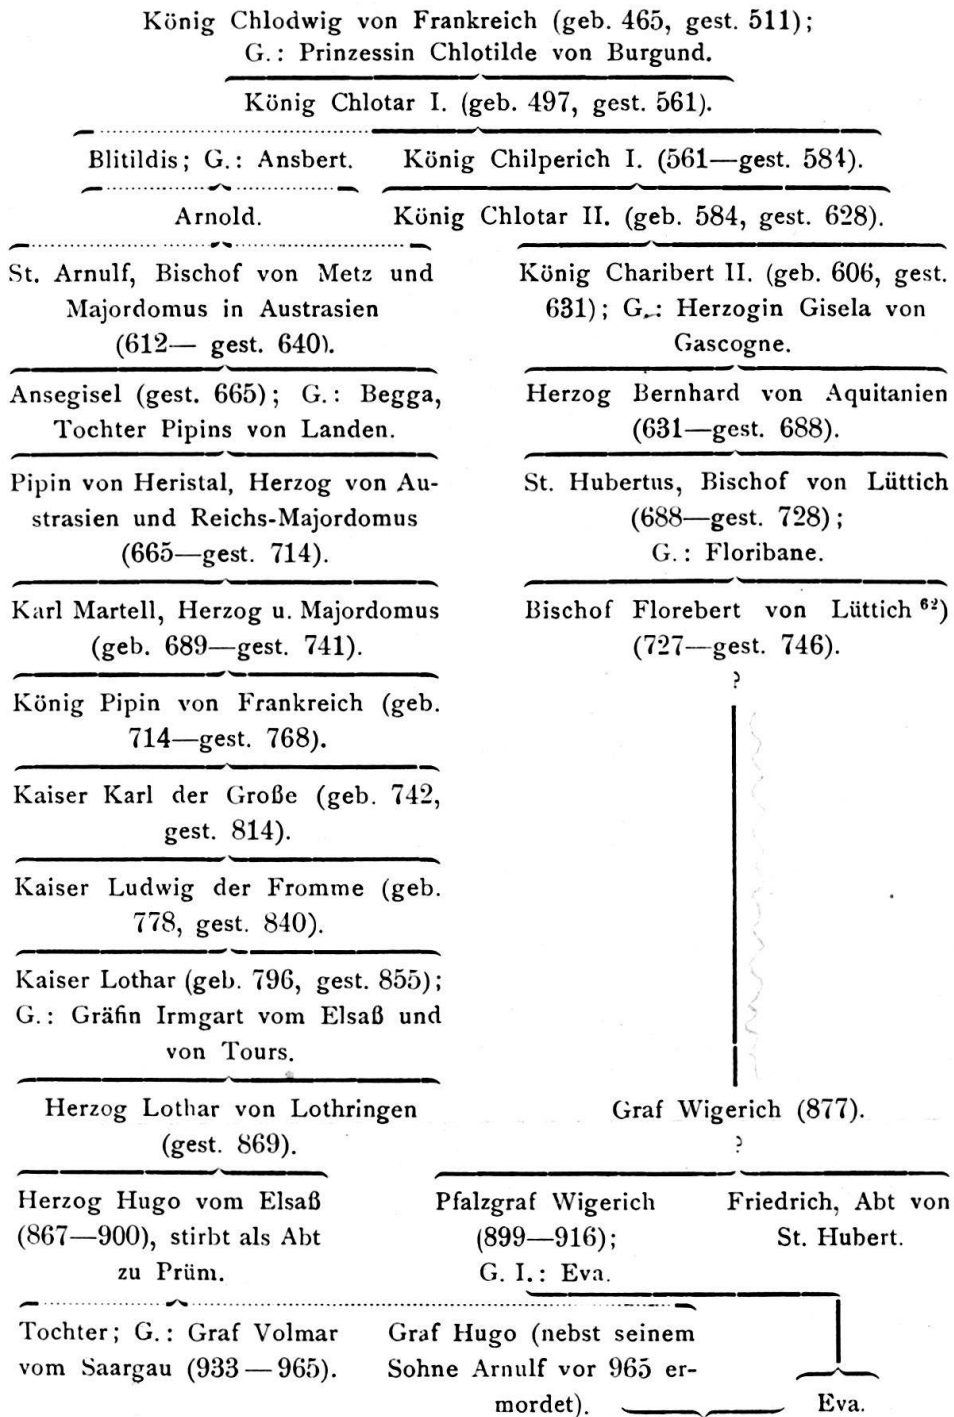 König Chlodwig von Frankreich (geb. 465, gest. 511);
G.: Prinzessin Chlotilde von Burgund.
König Chlotar I. (geb. 497, gest. 561).
Blitildis; G.: Ansbert.
König Chilperich I. (561—gest. 584).
Arnold.
König Chlotar II. (geb. 584, gest. 628).
St. Arnulf, Bischof von Metz und
Majordomus in Austrasien
(612— gest. 640).
König Charibert II. (geb. 606, gest.
631); G.: Herzogin Gisela von
Gascogne.
Ansegisel (gest. 665); G.: Begga,
Tochter Pipins von Landen.
Herzog Bernhard von Aquitanien
(631—gest. 688).
Pipin von Heristal, Herzog von Au-
strasien und Reichs-Majordomus
(665—gest. 714).
St. Hubertus, Bischof von Lüttich
(688—gest. 728);
G.: Floribane.
Karl Martell, Herzog u. Majordomus
(geb. 689—gest. 741).
Bischof Florebert von Lüttich 62)
(727—gest. 746).
?
König Pipin von Frankreich (geb.
714—gest. 768).
Kaiser Karl der Große (geb. 742,
gest. 814).
Kaiser Ludwig der Fromme (geb.
778, gest. 840).
Kaiser Lothar (geb. 796, gest. 855);
G.: Gräfin Irmgart vom Elsaß und
von Tours.
Herzog Lothar von Lothringen
(gest. 869).
Graf Wigerich (877).
?
Herzog Hugo vom Elsaß
(867—900), stirbt als Abt
zu Prüm.
Pfalzgraf Wigerich
(899—916);
G. I.: Eva.
Friedrich, Abt von
St. Hubert.
Tochter; G.: Graf Volmar
vom Saargau (933—965).
Graf Hugo (nebst seinem
Sohne Arnulf vor 965 er-
mordet).
Eva.